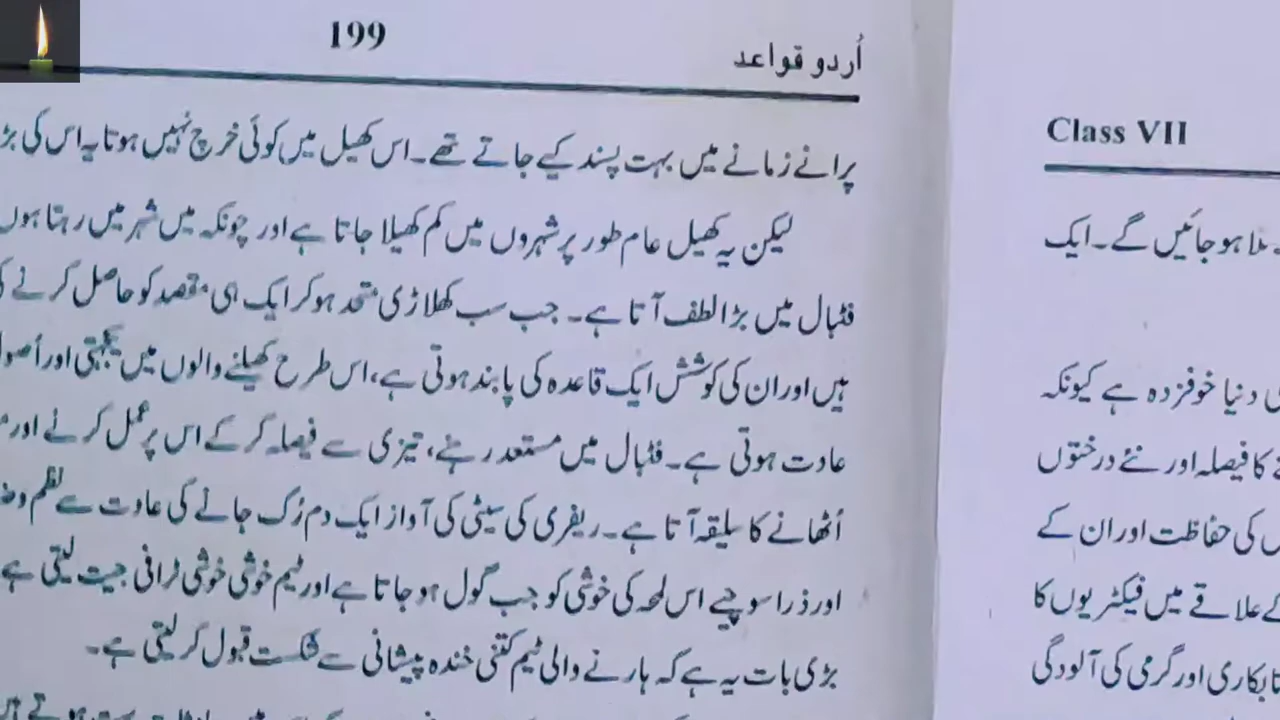 199
اُردو قواعد
پرانے زمانے میں بہت پسند کیے جاتے تھے۔اس کھیل میں کوئی خرچ نہیں ہوتا یہ اس کی بڑ
لیکن یہ کھیل عام طور پر شہروں میں کم کھیلا جاتا ہے اور چونکہ میں شہر میں رہتا ہوں
فٹبال میں بڑا لطف آتا ہے۔ جب سب کھلاڑی متحد ہوکر ایک ہی مقصد کو حاصل کرنے
ہیں اور ان کی کوشش ایک قاعدہ کی پابند ہوتی ہے،اس طرح کھیلنے والوں میں یکجہتی اور اُصول
عادت ہوتی ہے۔فٹبال میں مستعد رہنے، تیزی سے فیصلہ کرکے اس پر عمل کرنے اور
اُٹھانے کا سلیقہ آتا ہے۔ریفری کی سیٹی کی آواز ایک دم رُک جانے کی عادت سے نظم و
اور ذرا سوچیے اس لمحہ کی خوشی کو جب گول ہو جاتا ہے اور ٹیم خوشی خوشی ٹرافی جیت لیتی ہے
بڑی بات یہ ہے کہ ہارنے والی ٹیم کتنی خندہ پیشانی سے شکست قبول کر لیتی ہے۔
Class VII
ہو جائیں گے۔ایک
دنیا خوفزدہ ہے کیونکہ
کا فیصلہ اور نئے درختوں
کی حفاظت اور ان کے
کے علاقے میں فیکٹریوں کا
تابکاری اور گرمی کی آلودگی